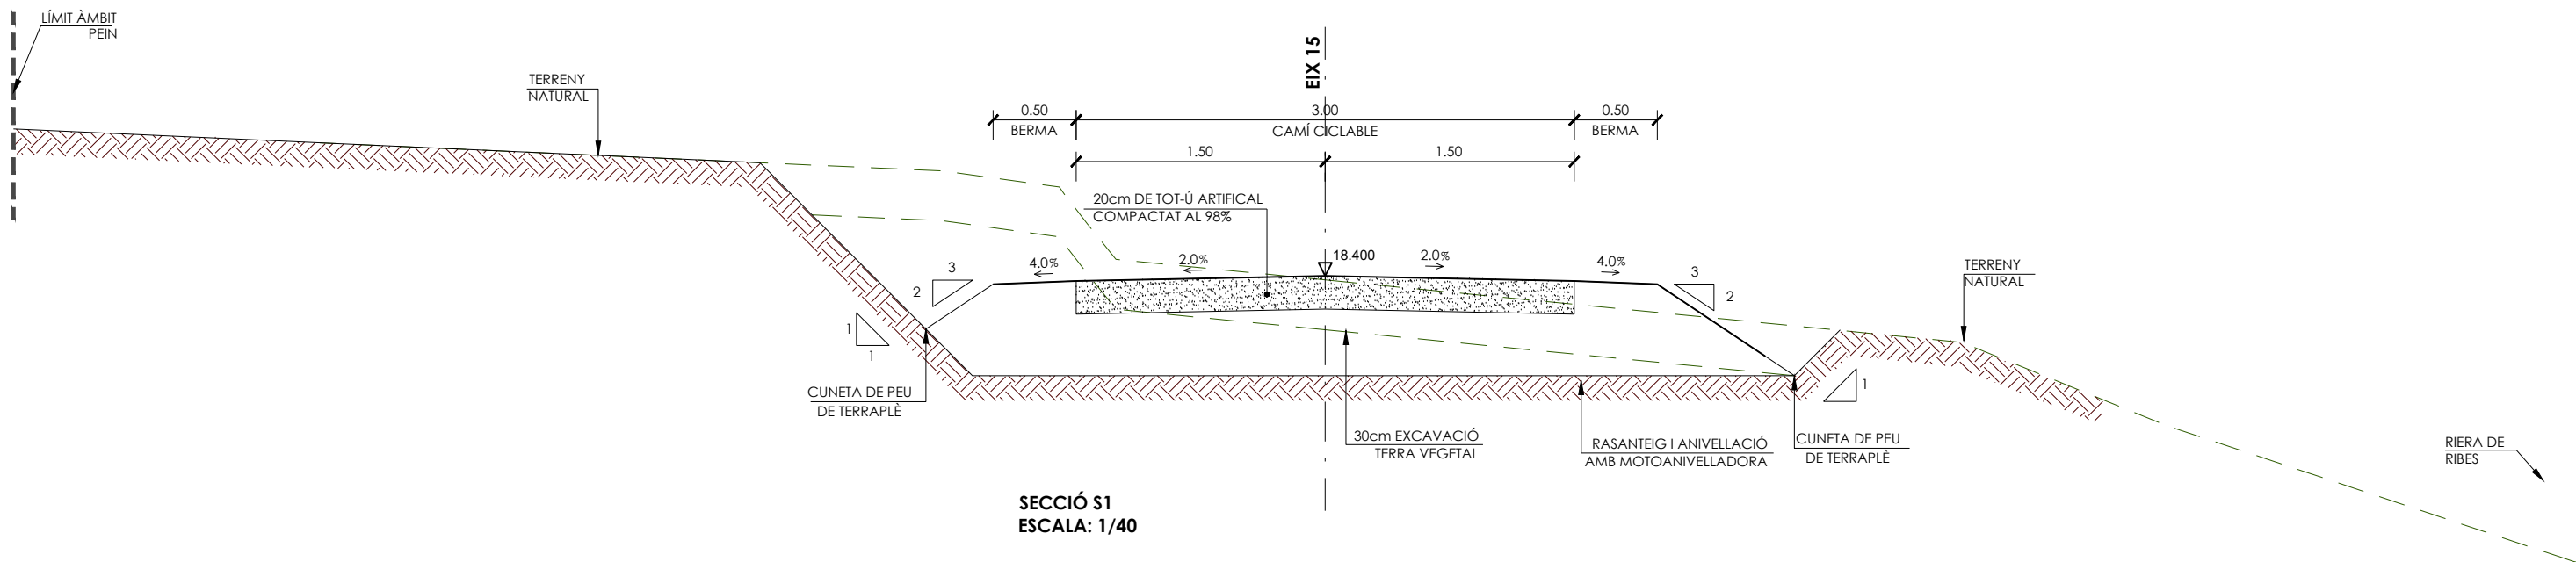 LÍMIT ÀMBIT
PEIN
TERRENY
NATURAL
EIX 15
0.50
3.00
0.50
BERMA
CAMÍ CICLABLE
BERMA
1.50
1.50
20cm DE TOT-Ú ARTIFICAL
COMPACTAT AL 98%
18.400
4.0%
2.0%
2.0%
4.0%
3
2
3
2
1
1
TERRENY
NATURAL
CUNETA DE PEU
DE TERRAPLÈ
1
30cm EXCAVACIÓ
TERRA VEGETAL
RASANTEIG I ANIVELLACIÓ
AMB MOTOANIVELLADORA
CUNETA DE PEU
DE TERRAPLÈ
RIERA DE
RIBES
SECCIÓ S1
ESCALA: 1/40